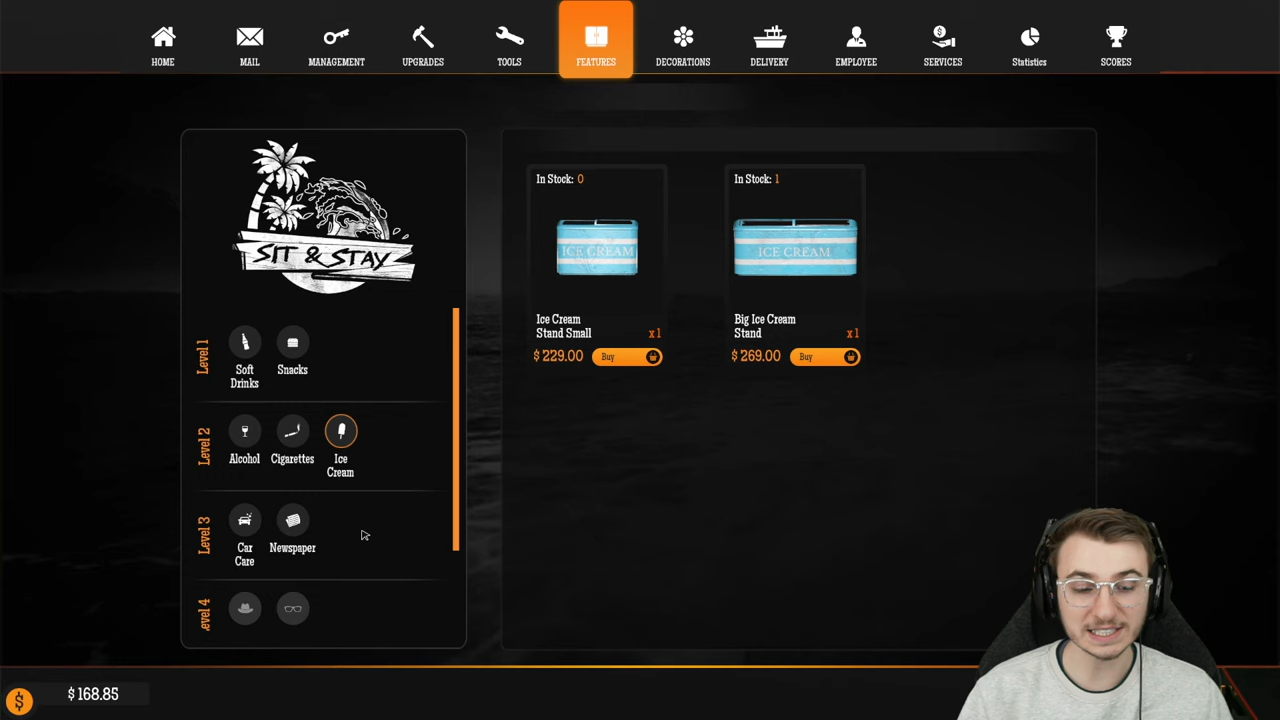 HOME
MAIL
MANAGEMENT
UPGRADES
TOOLS
FEATURES
DECORATIONS
DELIVERY
EMPLOYEE
SERVICES
Statistics
SCORES
SIT & STAY
Level 1
Soft
Drinks
Snacks
Level 2
Alcohol
Cigarettes
Ice
Cream
Level 3
Car
Care
Newspaper
Level 4
In Stock: 0
ICE CREAM
Ice Cream
Stand Small
x1
$ 229.00
Buy
In Stock: 1
ICE CREAM
Big Ice Cream
Stand
x1
$ 269.00
Buy
$
$ 168.85